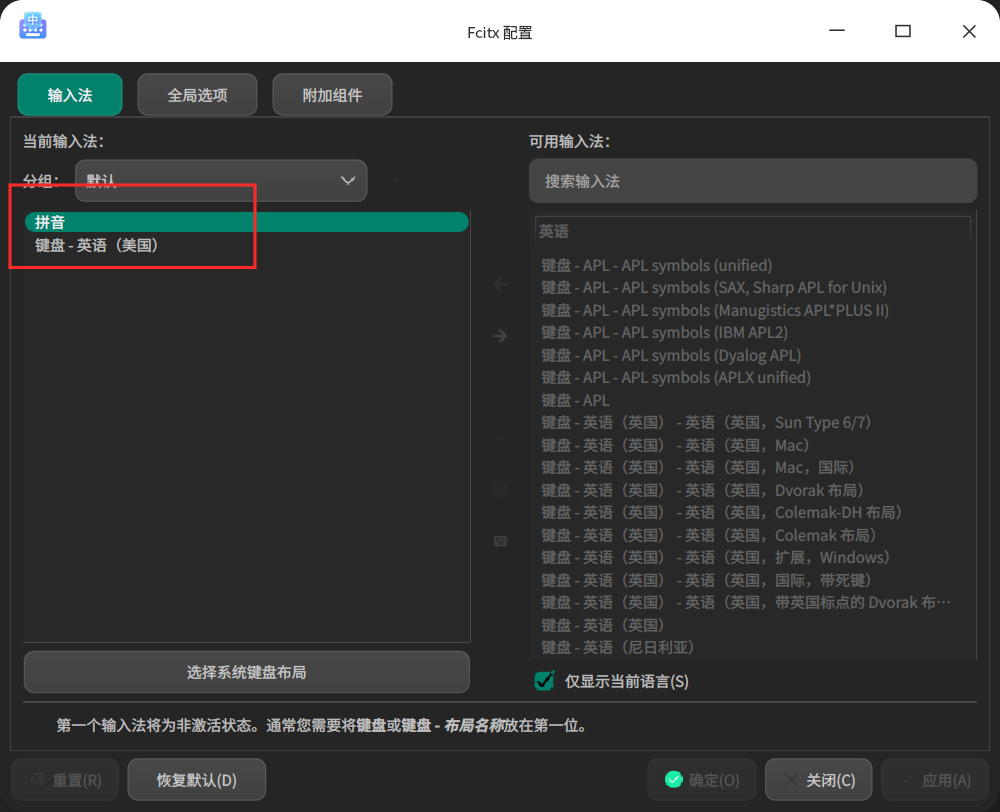 中
Fcitx 配置
输入法
全局选项
附加组件
当前输入法：
分组：
默认
拼音
键盘 - 英语（美国）
选择系统键盘布局
可用输入法：
搜索输入法
英语
键盘 - APL - APL symbols (unified)
键盘 - APL - APL symbols (SAX, Sharp APL for Unix)
键盘 - APL - APL symbols (Manugistics APL*PLUS II)
键盘 - APL - APL symbols (IBM APL2)
键盘 - APL - APL symbols (Dyalog APL)
键盘 - APL - APL symbols (APLX unified)
键盘 - APL
键盘 - 英语（英国） - 英语（英国，Sun Type 6/7）
键盘 - 英语（英国） - 英语（英国，Mac）
键盘 - 英语（英国） - 英语（英国，Mac，国际）
键盘 - 英语（英国） - 英语（英国，Dvorak 布局）
键盘 - 英语（英国） - 英语（英国，Colemak-DH 布局）
键盘 - 英语（英国） - 英语（英国，Colemak 布局）
键盘 - 英语（英国） - 英语（英国，扩展，Windows）
键盘 - 英语（英国） - 英语（英国，国际，带死键）
键盘 - 英语（英国） - 英语（英国，带英国标点的 Dvorak 布…
键盘 - 英语（英国）
键盘 - 英语（尼日利亚）
仅显示当前语言(S)
第一个输入法将为非激活状态。通常您需要将键盘或键盘 - 布局名称放在第一位。
重置(R)
恢复默认(D)
确定(O)
关闭(C)
应用(A)